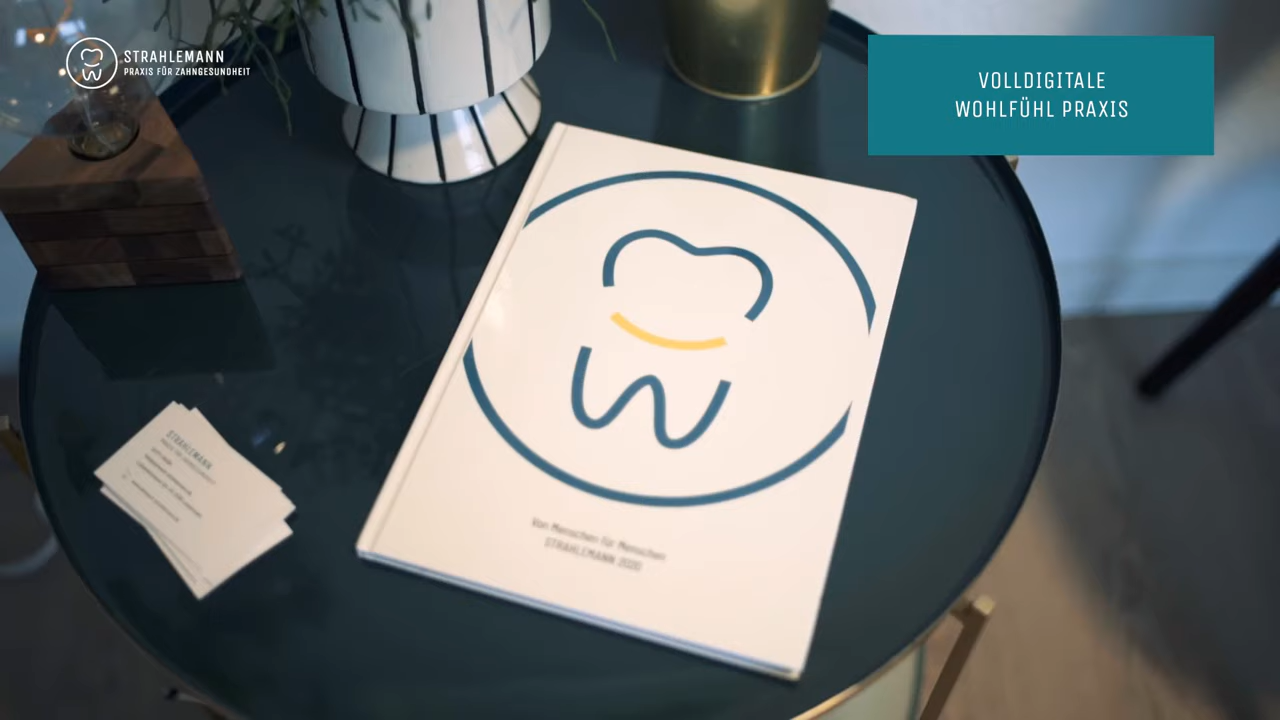 STRAHLEMANN
PRAXIS FÜR ZAHNGESUNDHEIT
VOLLDIGITALE
WOHLFÜHL PRAXIS
Von Menschen für Menschen
STRAHLEMANN 2020
STRAHLEMANN